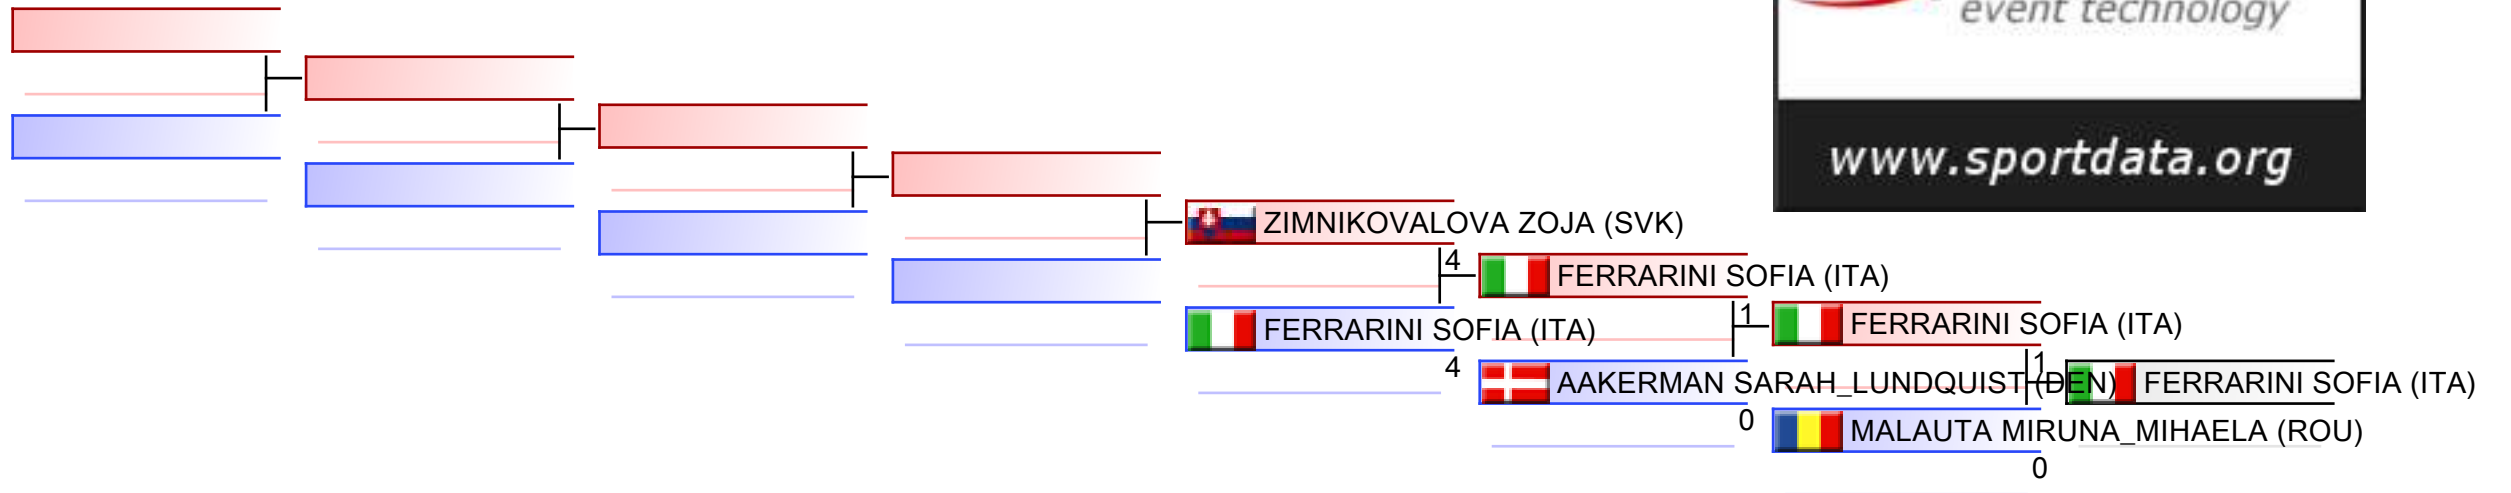 event technology
www.sportdata.org
ZIMNIKOVALOVA ZOJA (SVK)
4
FERRARINI SOFIA (ITA)
FERRARINI SOFIA (ITA)
4
1
FERRARINI SOFIA (ITA)
AAKERMAN SARAH_LUNDQUIST (DEN)
0
1
FERRARINI SOFIA (ITA)
MALAUTA MIRUNA_MIHAELA (ROU)
0